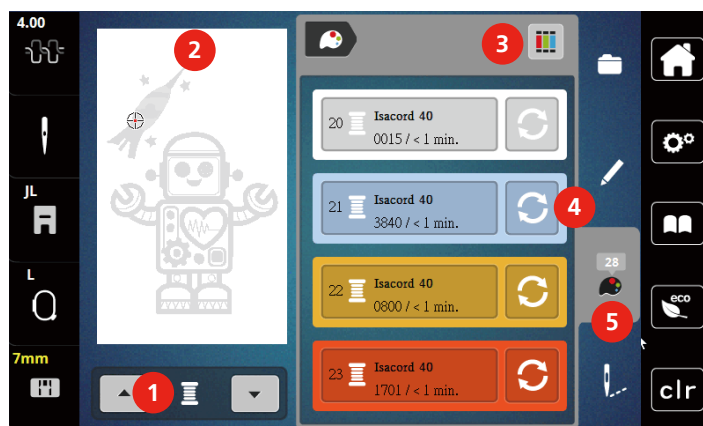 4.00
2
3
20
Isacord 40
0015 / < 1 min.
JL
21
Isacord 40
3840 / < 1 min.
4
28
L
22
Isacord 40
0800 / < 1 min.
5
eco
7mm
1
23
Isacord 40
1701 / < 1 min.
clr